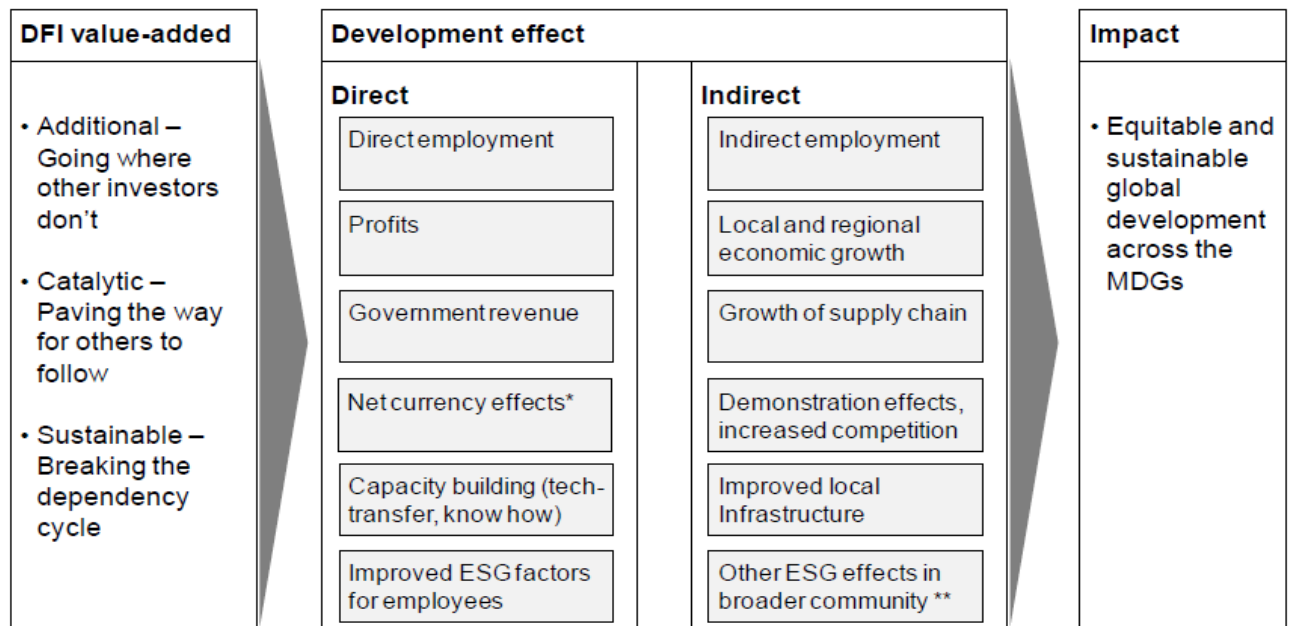 DFI value-added
• Additional –
Going where
other investors
don't
• Catalytic –
Paving the way
for others to
follow
• Sustainable –
Breaking the
dependency
cycle
Development effect
Direct
Direct employment
Profits
Government revenue
Net currency effects*
Capacity building (tech-
transfer, know how)
Improved ESG factors
for employees
Indirect
Indirect employment
Local and regional
economic growth
Growth of supply chain
Demonstration effects,
increased competition
Improved local
Infrastructure
Other ESG effects in
broader community **
Impact
• Equitable and
sustainable
global
development
across the
MDGs